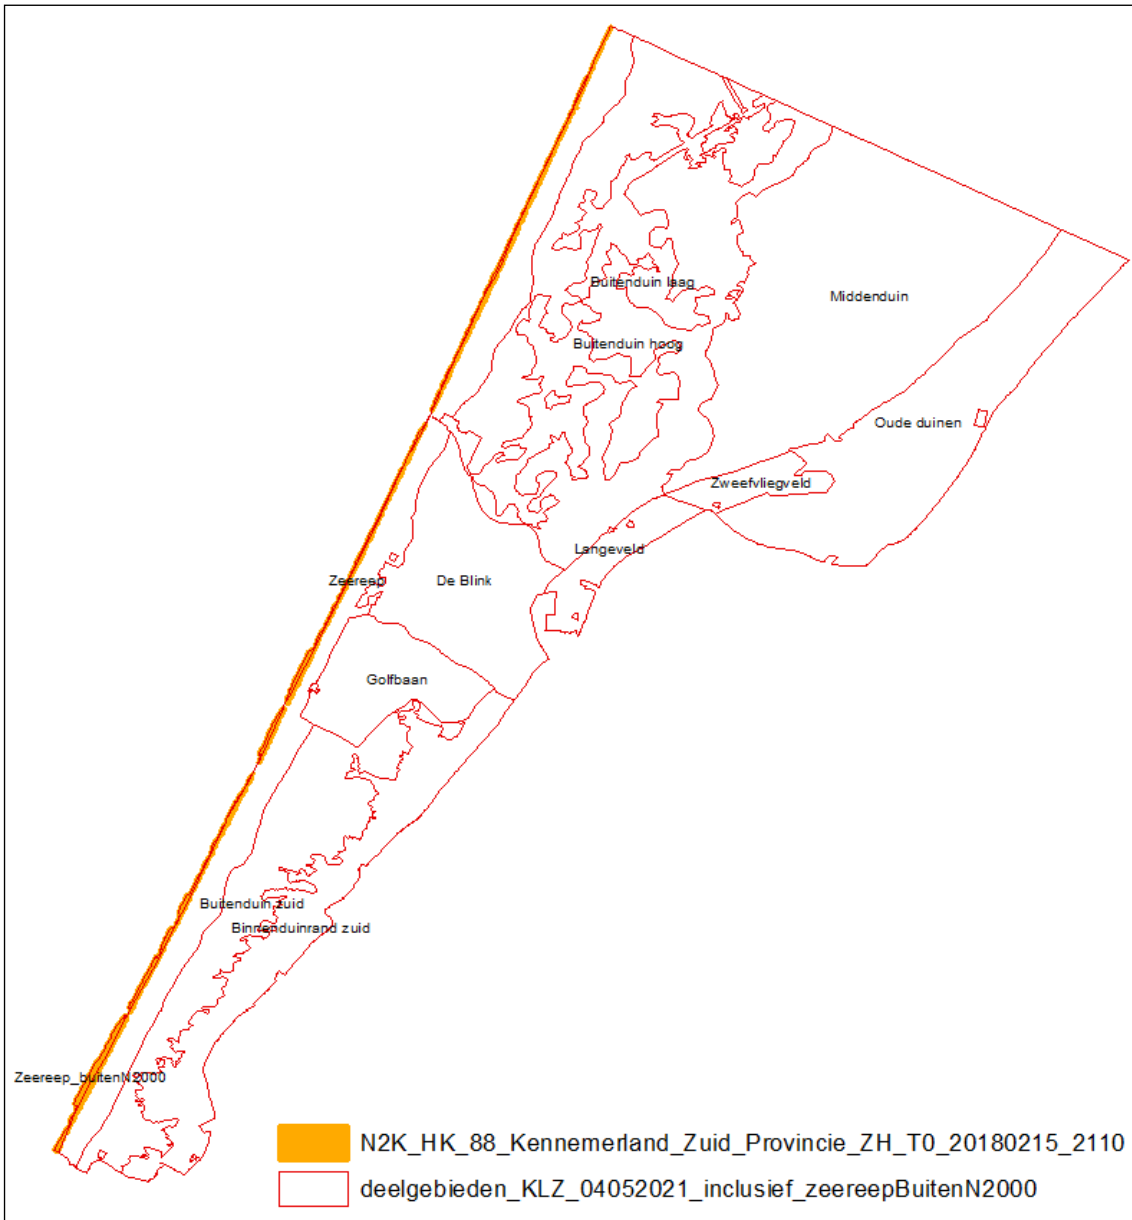 Buitenduin laag
Middenduin
Buitenduin hoog
Oude duinen
Zweefvliegveld
Langeveld
Zeereep
De Blink
Golfbaan
Buitenduin zuid
Binnenduinrand zuid
Zeereep_buitenN2000
N2K_HK_88_Kennemerland_Zuid_Provincie_ZH_T0_20180215_2110
deelgebieden_KLZ_04052021_inclusief_zeereepBuitenN2000